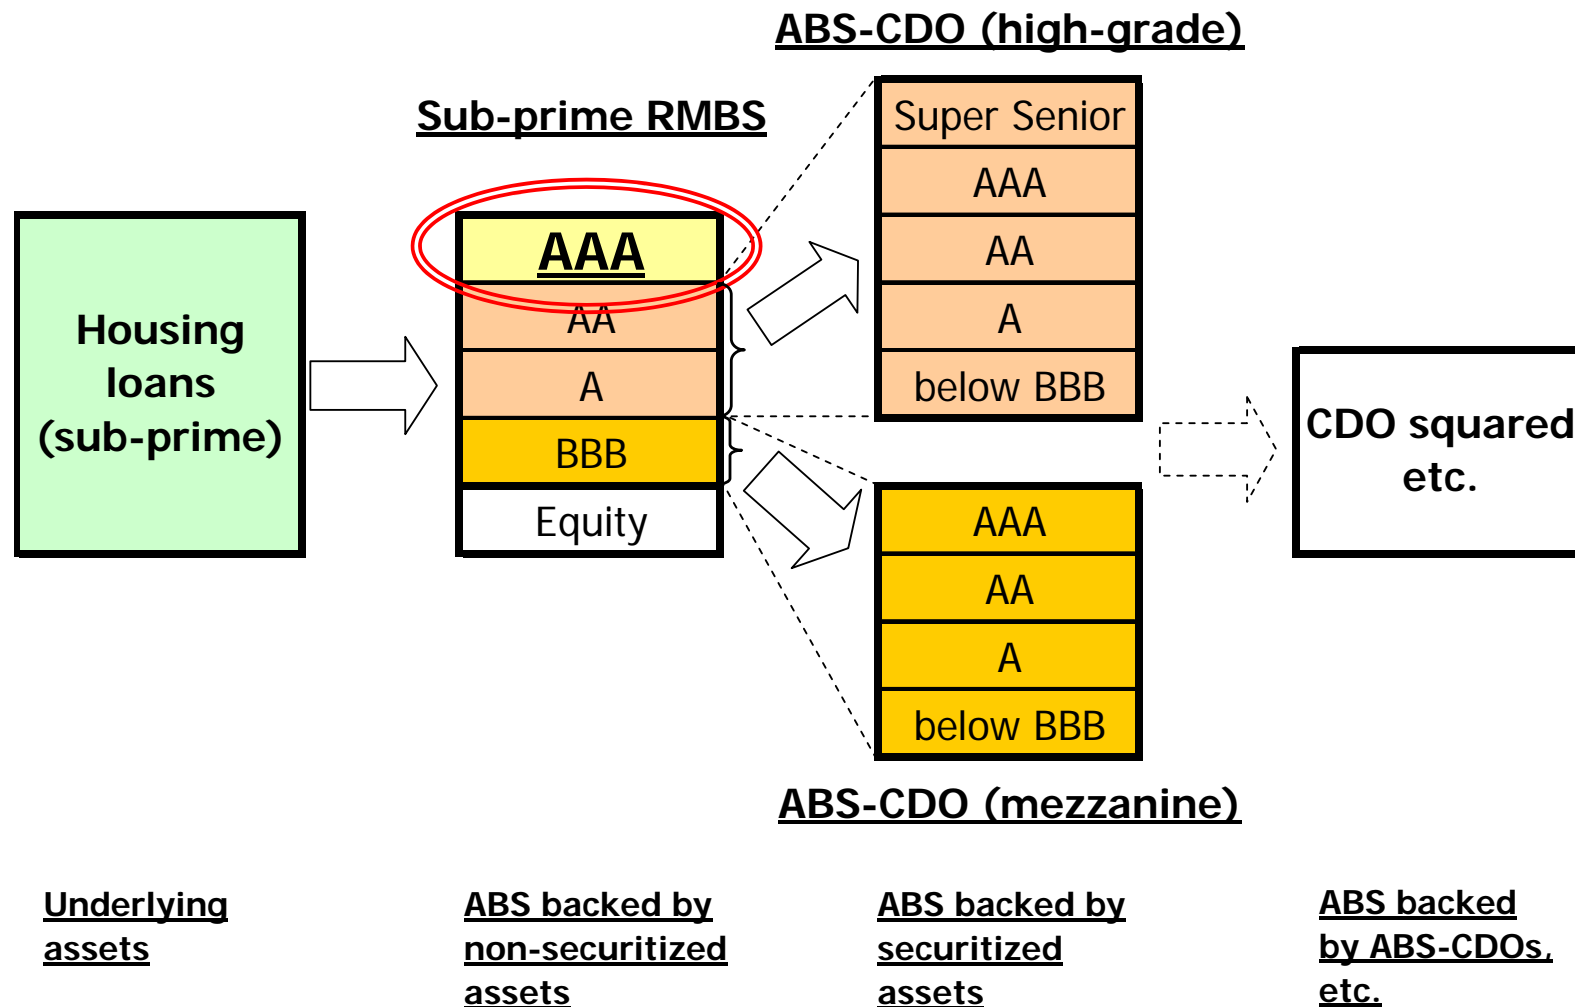 ABS-CDO (high-grade)
Sub-prime RMBS
Housing
loans
(sub-prime)
AAA
AA
A
BBB
Equity
Super Senior
AAA
AA
A
below BBB
AAA
AA
A
below BBB
ABS-CDO (mezzanine)
CDO squared
etc.
Underlying
assets
ABS backed by
non-securitized
assets
ABS backed by
securitized
assets
ABS backed
by ABS-CDOs,
etc.